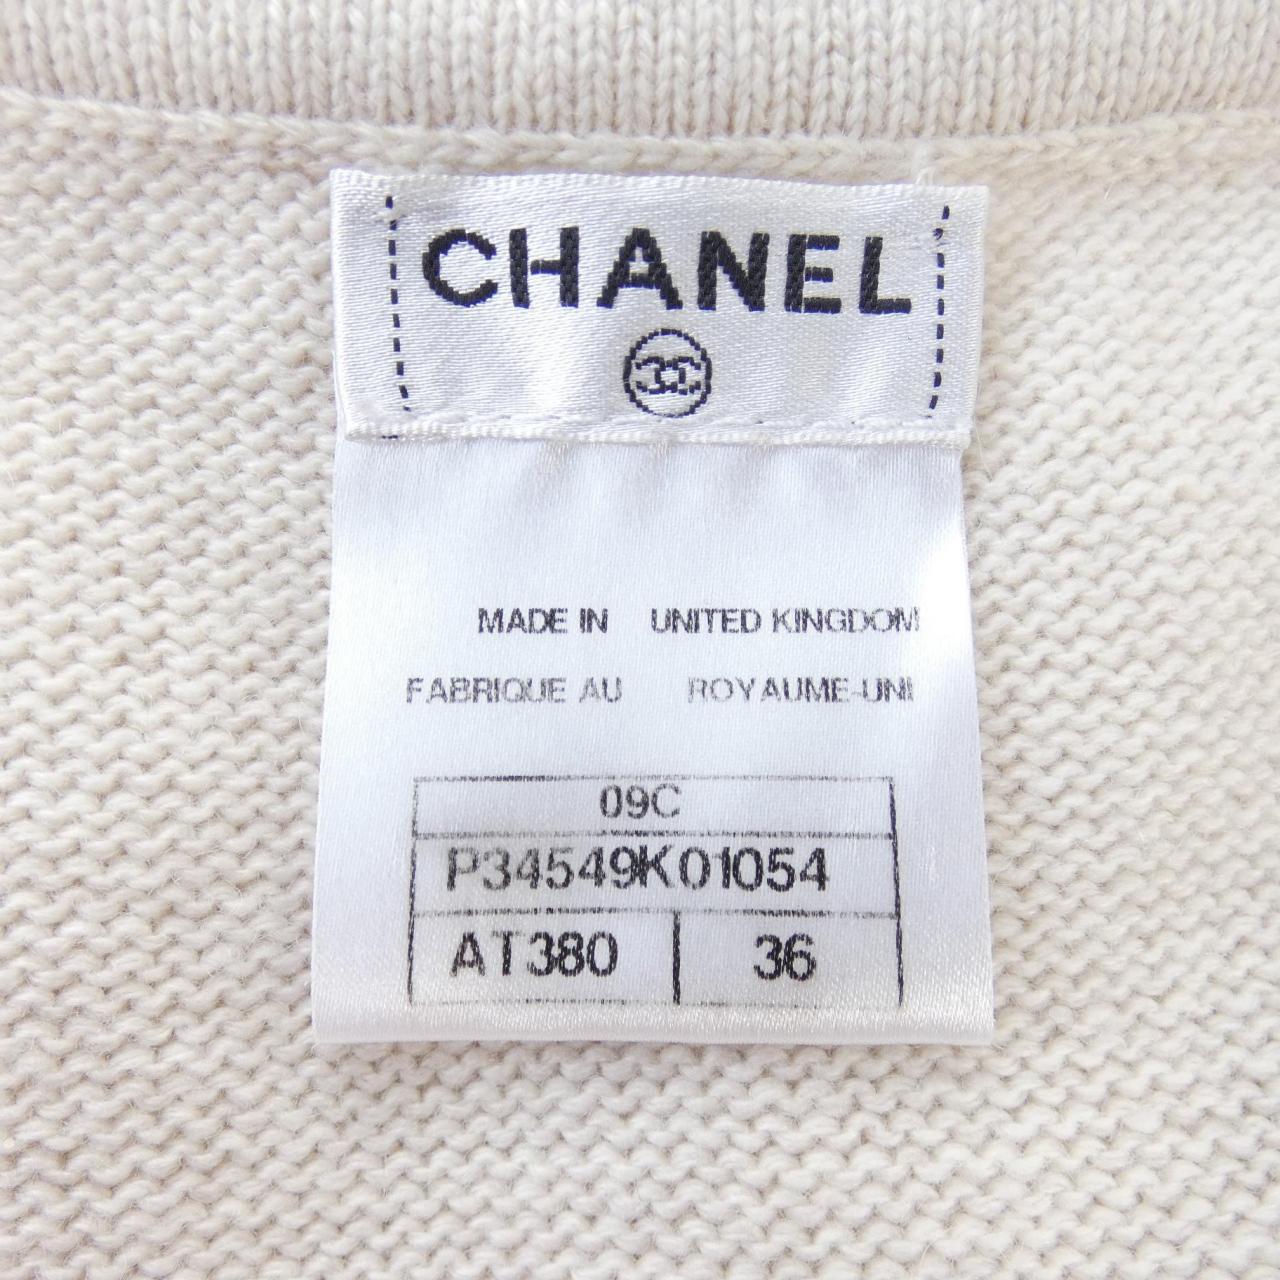 CHANEL
MADE IN UNITED KINGDOM
FABRIQUE AU ROYAUME-UNI
09C
P34549K01054
AT380 36